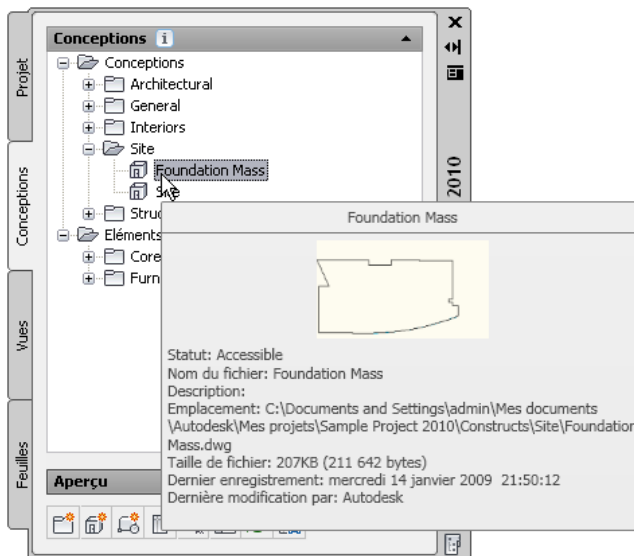 Conceptions
Conceptions
Architectural
General
Interiors
Site
Foundation Mass
Eléments
Core
Aperçu
Projet
Conceptions
Vues
Feuilles
2010
Foundation Mass
Statut: Accessible
Nom du fichier: Foundation Mass
Description:
Emplacement: C:\Documents and Settings\admin\Mes documents
\Autodesk\Mes projets\Sample Project 2010\Constructs\Site\Foundation
Mass.dwg
Taille de fichier: 207KB (211 642 bytes)
Dernier enregistrement: mercredi 14 janvier 2009 21:50:12
Dernière modification par: Autodesk